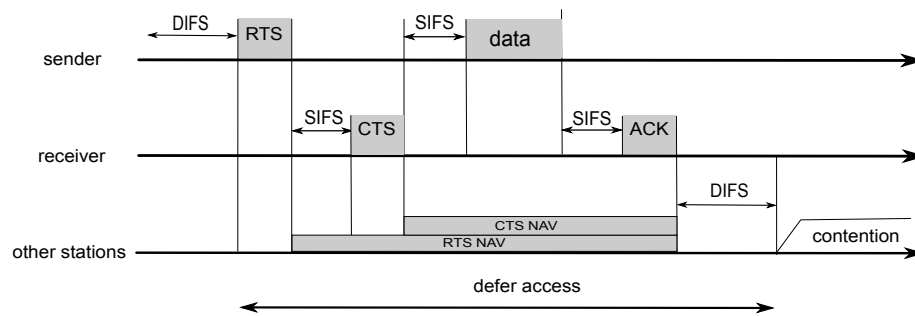 DIFS
RTS
SIFS
data
sender
SIFS
CTS
SIFS
ACK
receiver
DIFS
CTS NAV
RTS NAV
contention
other stations
defer access